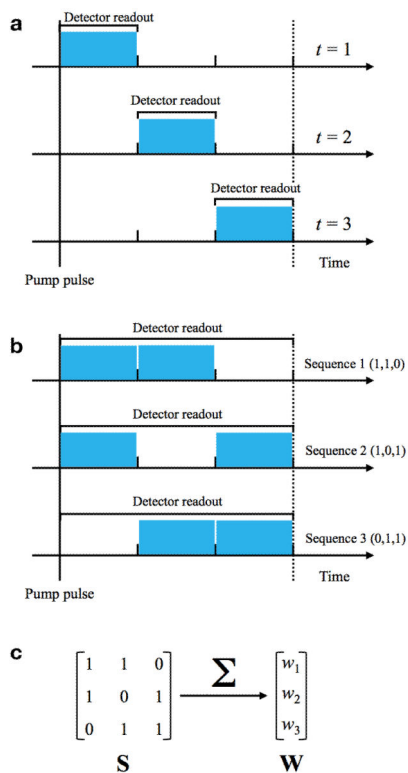 a
Detector readout
t = 1
Detector readout
t = 2
Detector readout
t = 3
Time
Pump pulse
b
Detector readout
Sequence 1 (1,1,0)
Detector readout
Sequence 2 (1,0,1)
Detector readout
Sequence 3 (0,1,1)
Time
Pump pulse
c
1 1 0 w1
1 0 1 ∑ w2
0 1 1 w3
S W